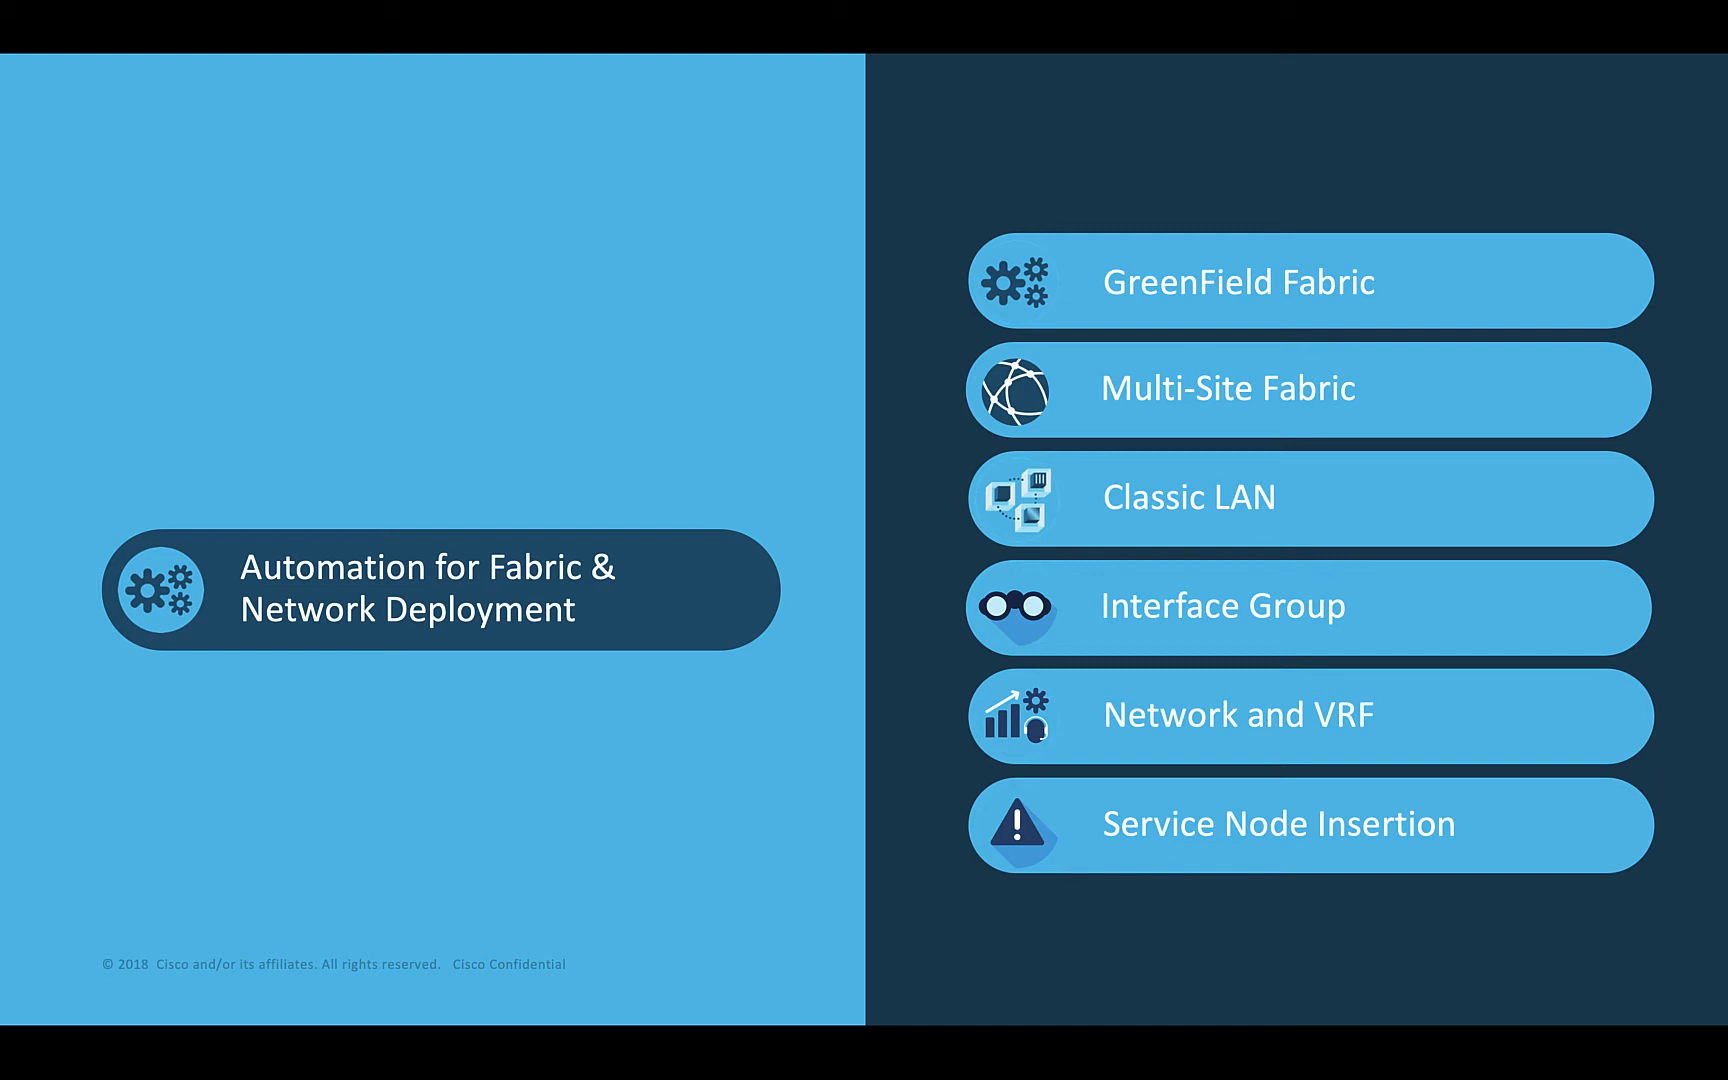 Automation for Fabric &
Network Deployment
© 2018 Cisco and/or its affiliates. All rights reserved. Cisco Confidential
GreenField Fabric
Multi-Site Fabric
Classic LAN
Interface Group
Network and VRF
Service Node Insertion